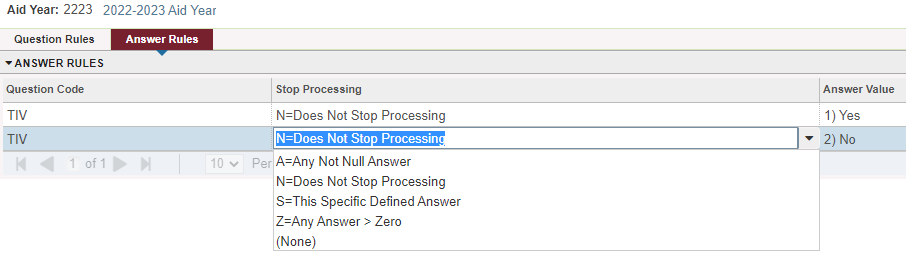 Aid Year: 2223 2022-2023 Aid Year
Question Rules Answer Rules
ANSWER RULES
Question Code Stop Processing Answer Value
TIV N=Does Not Stop Processing 1) Yes
TIV N=Does Not Stop Processing 2) No
1 of 1 10 Per
A=Any Not Null Answer
N=Does Not Stop Processing
S=This Specific Defined Answer
Z=Any Answer > Zero
(None)